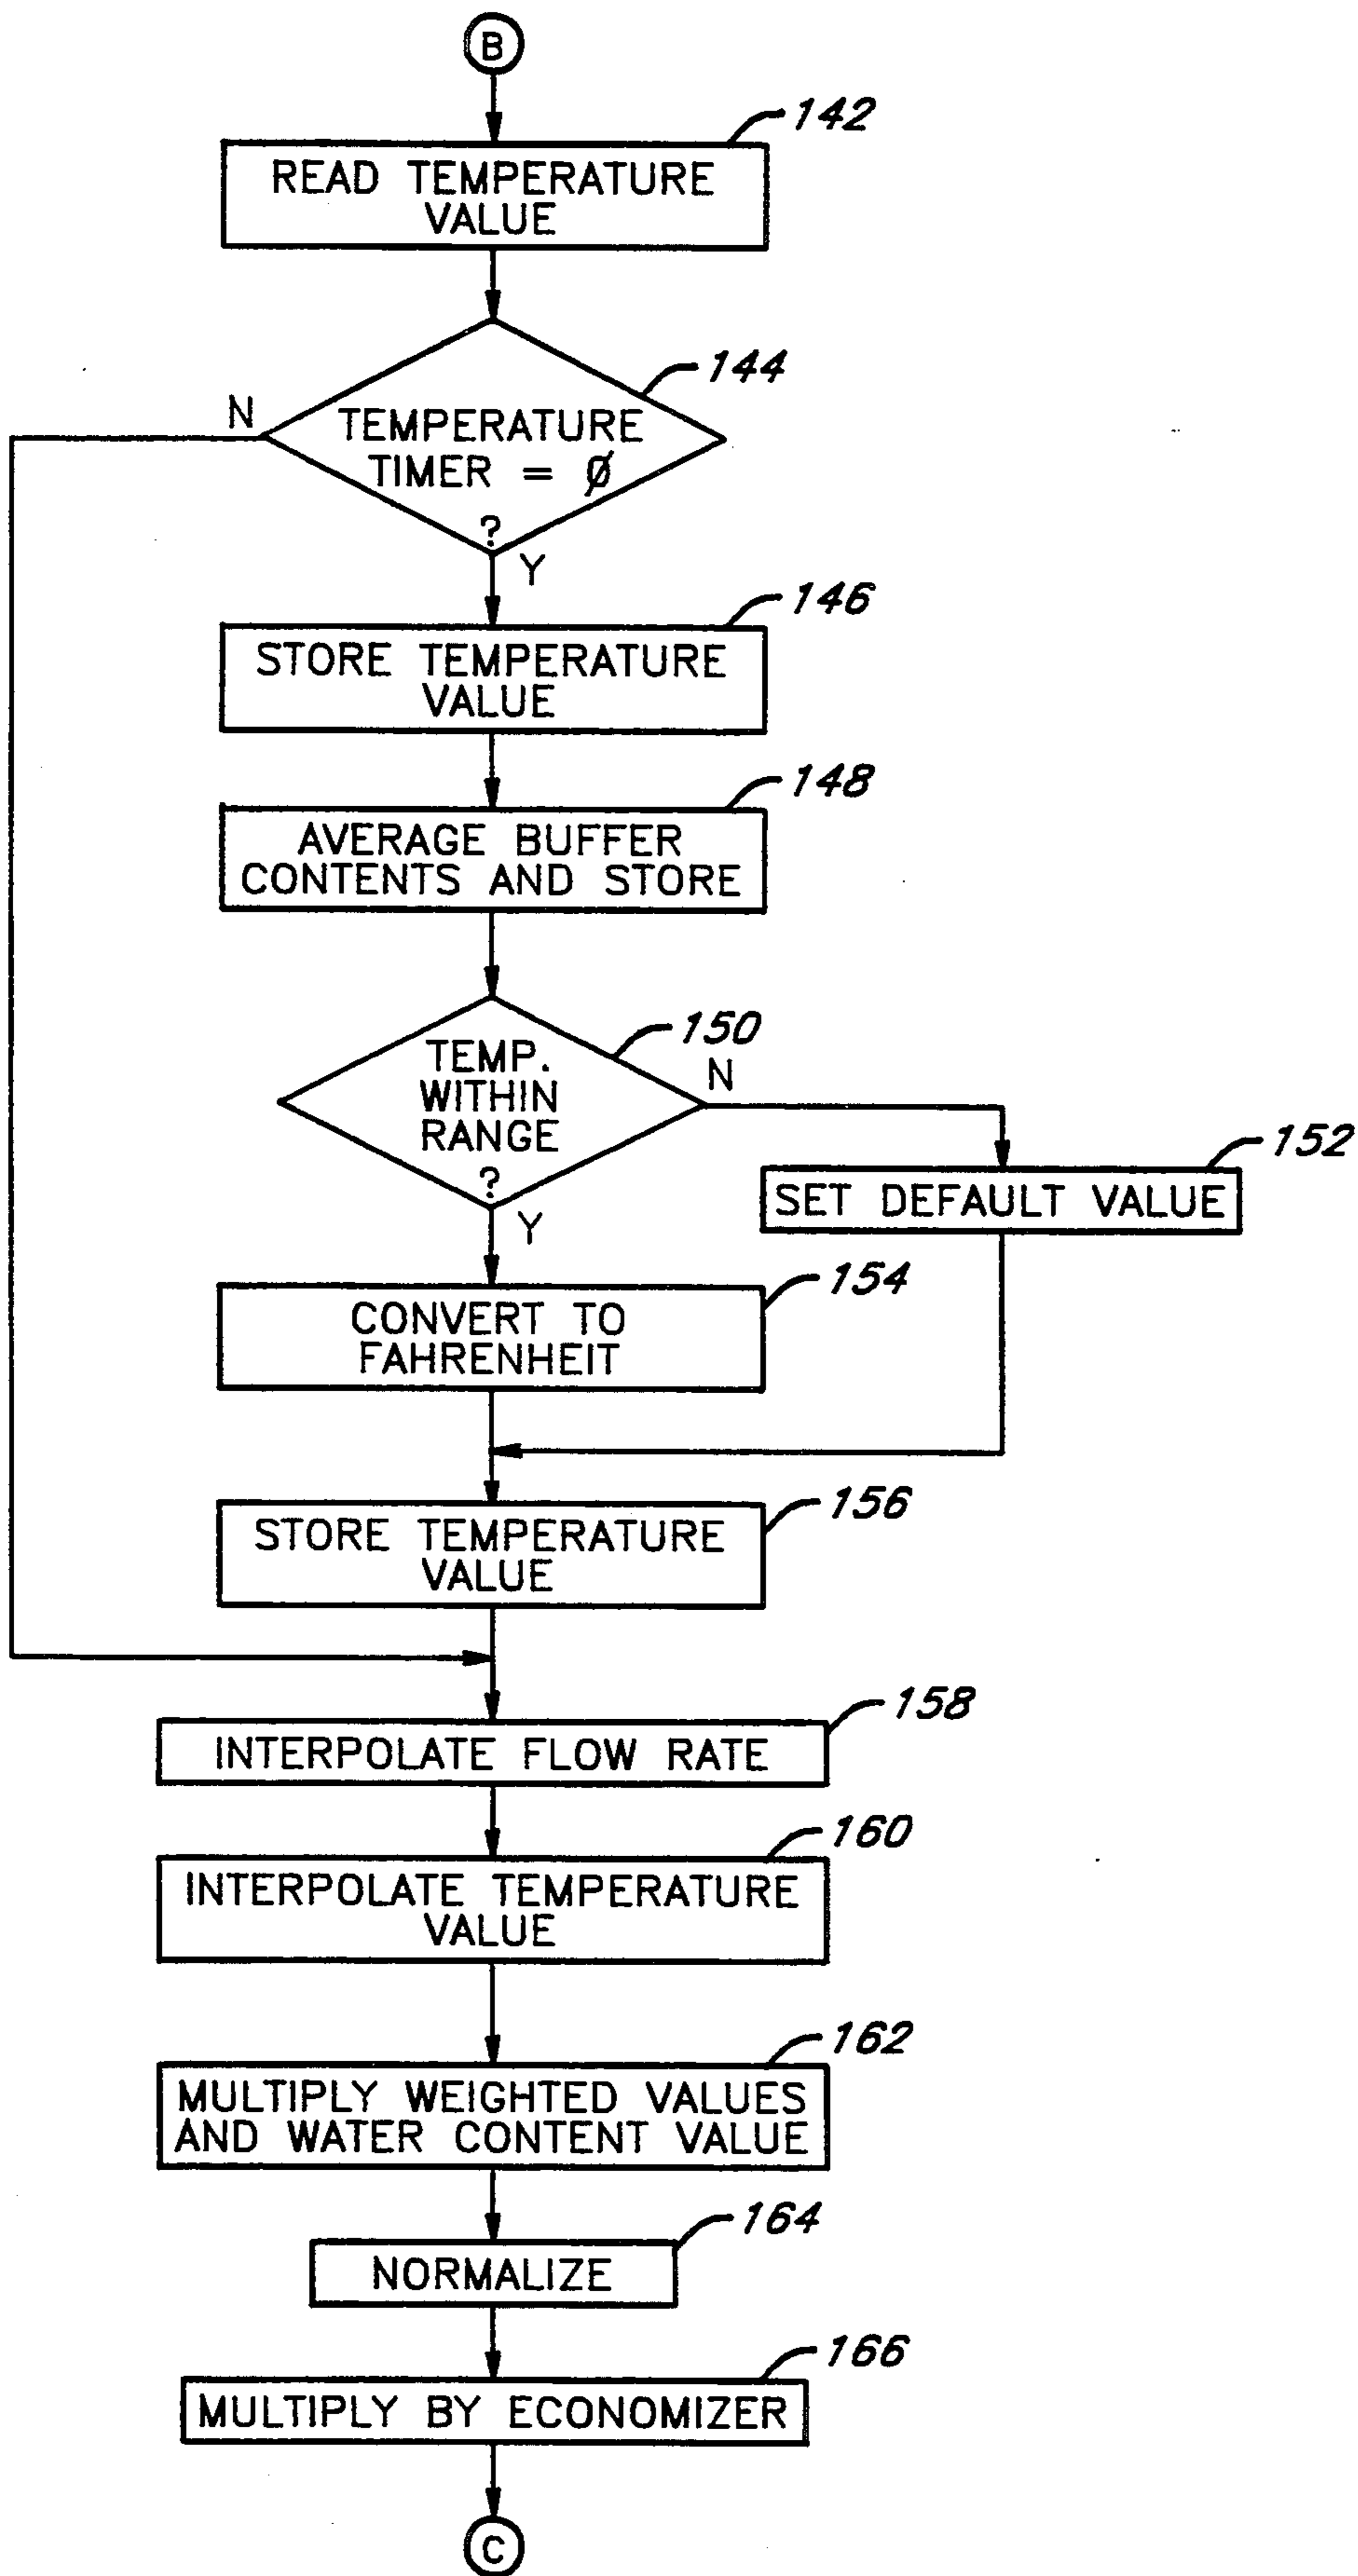 B
142
READ TEMPERATURE
VALUE
144
N
TEMPERATURE
TIMER = Ø
?
Y
146
STORE TEMPERATURE
VALUE
148
AVERAGE BUFFER
CONTENTS AND STORE
150
TEMP.
WITHIN
RANGE
?
N
Y
152
SET DEFAULT VALUE
154
CONVERT TO
FAHRENHEIT
156
STORE TEMPERATURE
VALUE
158
INTERPOLATE FLOW RATE
160
INTERPOLATE TEMPERATURE
VALUE
162
MULTIPLY WEIGHTED VALUES
AND WATER CONTENT VALUE
164
NORMALIZE
166
MULTIPLY BY ECONOMIZER
C